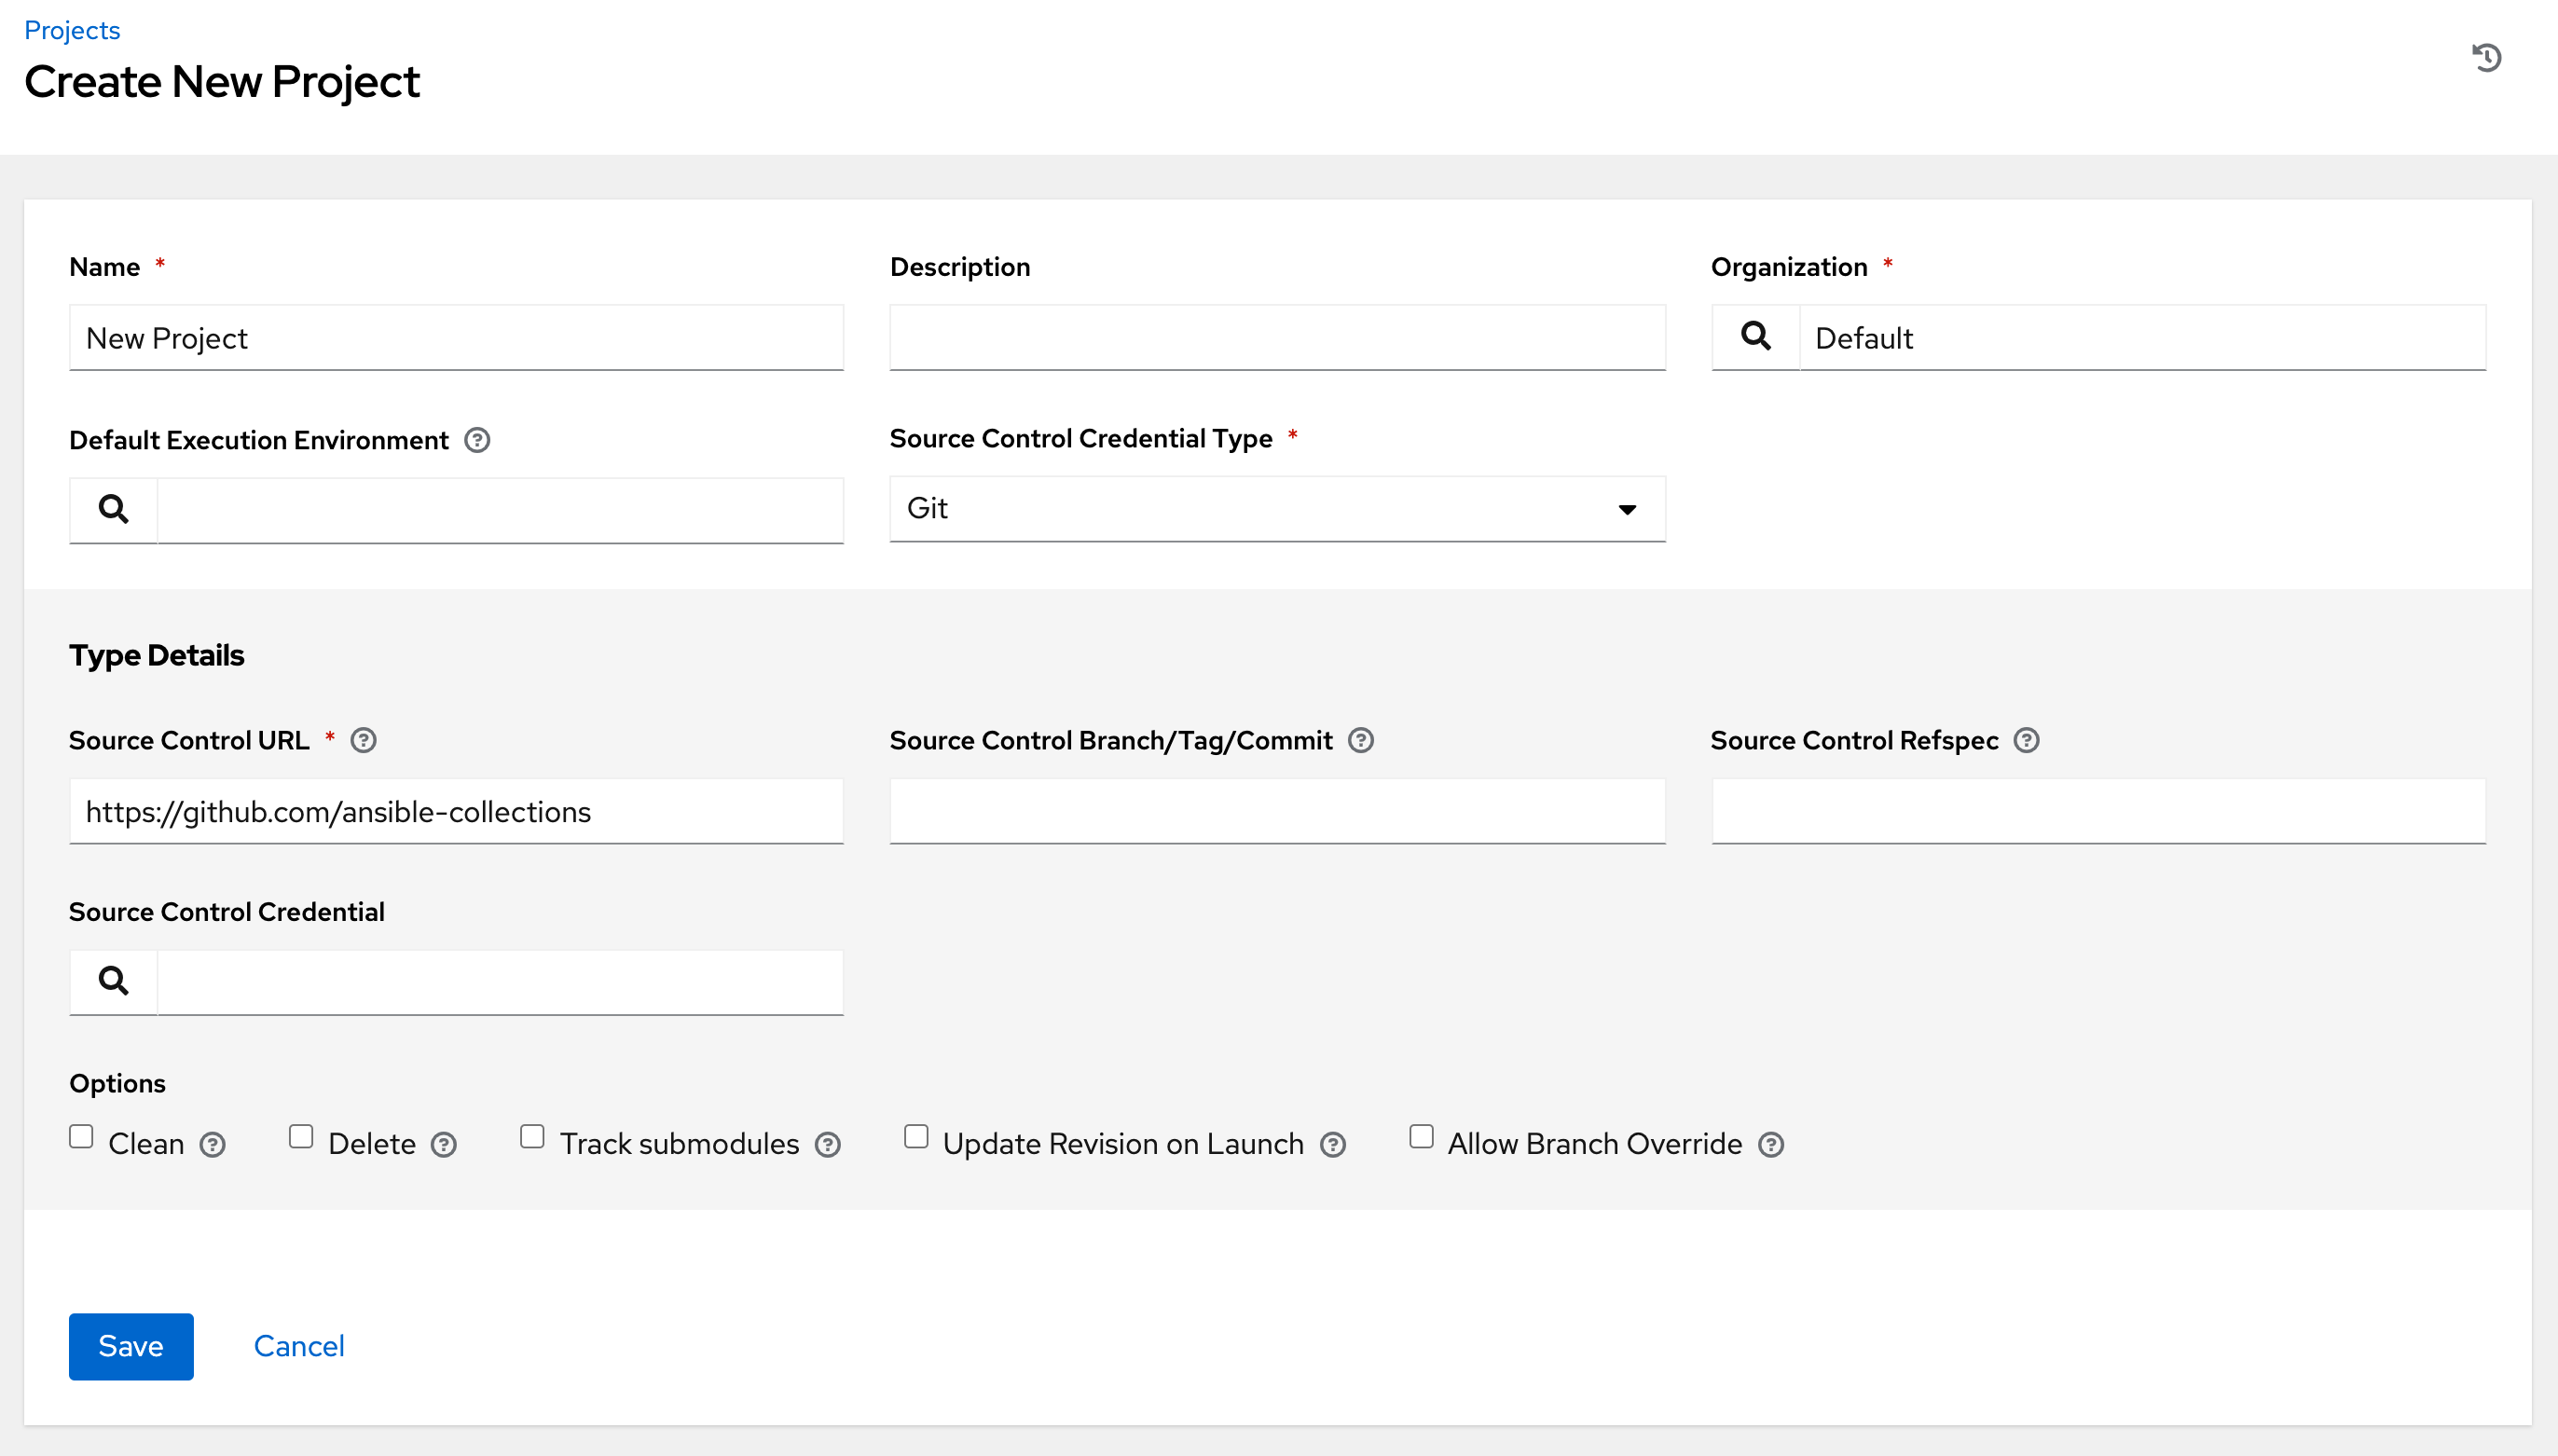 Projects
Create New Project
Name *
Description
Organization *
New Project
Default
Default Execution Environment
Source Control Credential Type *
Git
Type Details
Source Control URL *
Source Control Branch/Tag/Commit
Source Control Refspec
https://github.com/ansible-collections
Source Control Credential
Options
Clean
Delete
Track submodules
Update Revision on Launch
Allow Branch Override
Save
Cancel